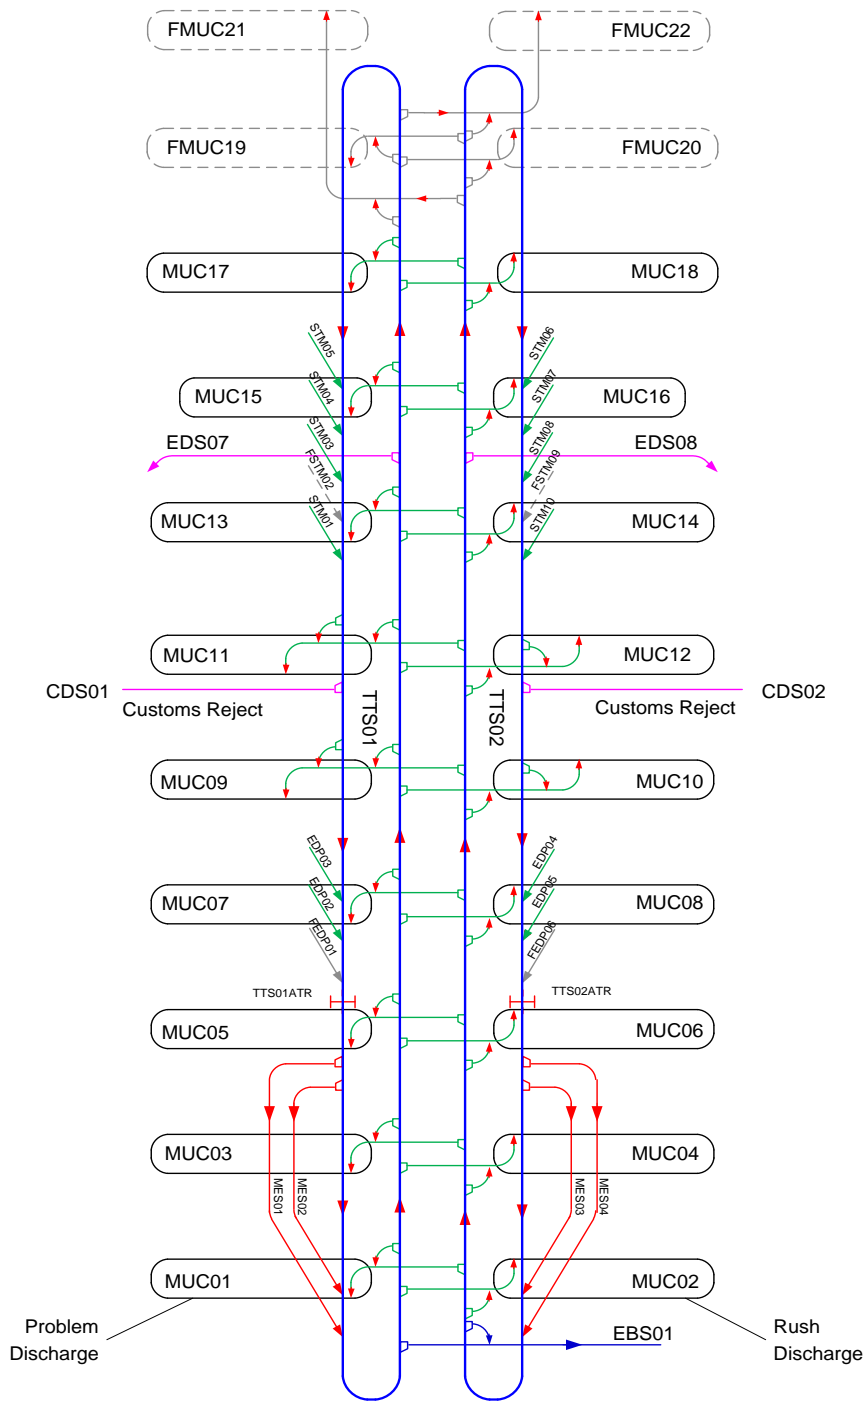 FMUC21
FMUC22
FMUC19
FMUC20
MUC17
MUC18
STM05
STM06
MUC15
STM04
STM07
MUC16
EDS07
STM03
STM08
EDS08
FSTM02
FSTM09
MUC13
STM01
STM10
MUC14
MUC11
MUC12
CDS01
Customs Reject
TTS01
TTS02
Customs Reject
CDS02
MUC09
MUC10
EDP03
EDP04
MUC07
EDP02
EDP05
MUC08
FEDP01
FEDP06
TTS01ATR
TTS02ATR
MUC05
MUC06
MUC03
MUC04
MES01
MES02
MES03
MES04
MUC01
MUC02
Problem
Discharge
EBS01
Rush
Discharge